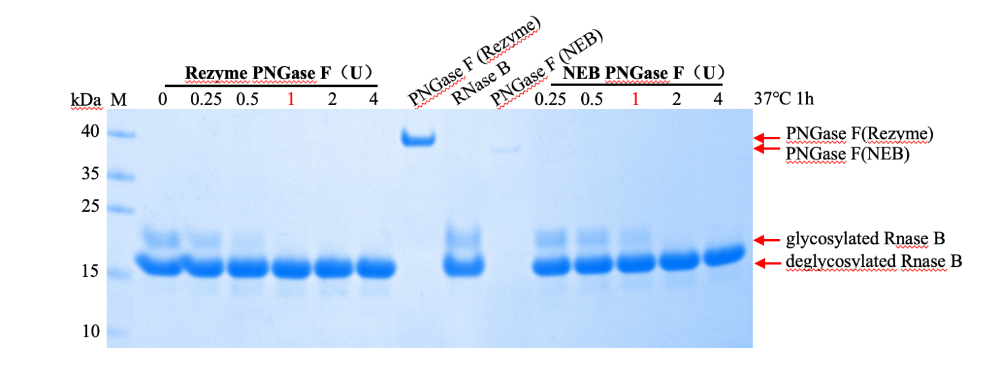 PNGase F (Rezyme)
RNase B
PNGase F (NEB)
Rezyme PNGase F（U）
NEB PNGase F（U）
kDa M 0 0.25 0.5 1 2 4 0.25 0.5 1 2 4 37℃ 1h
40
PNGase F(Rezyme)
PNGase F(NEB)
35
25
glycosylated Rnase B
15
deglycosylated Rnase B
10